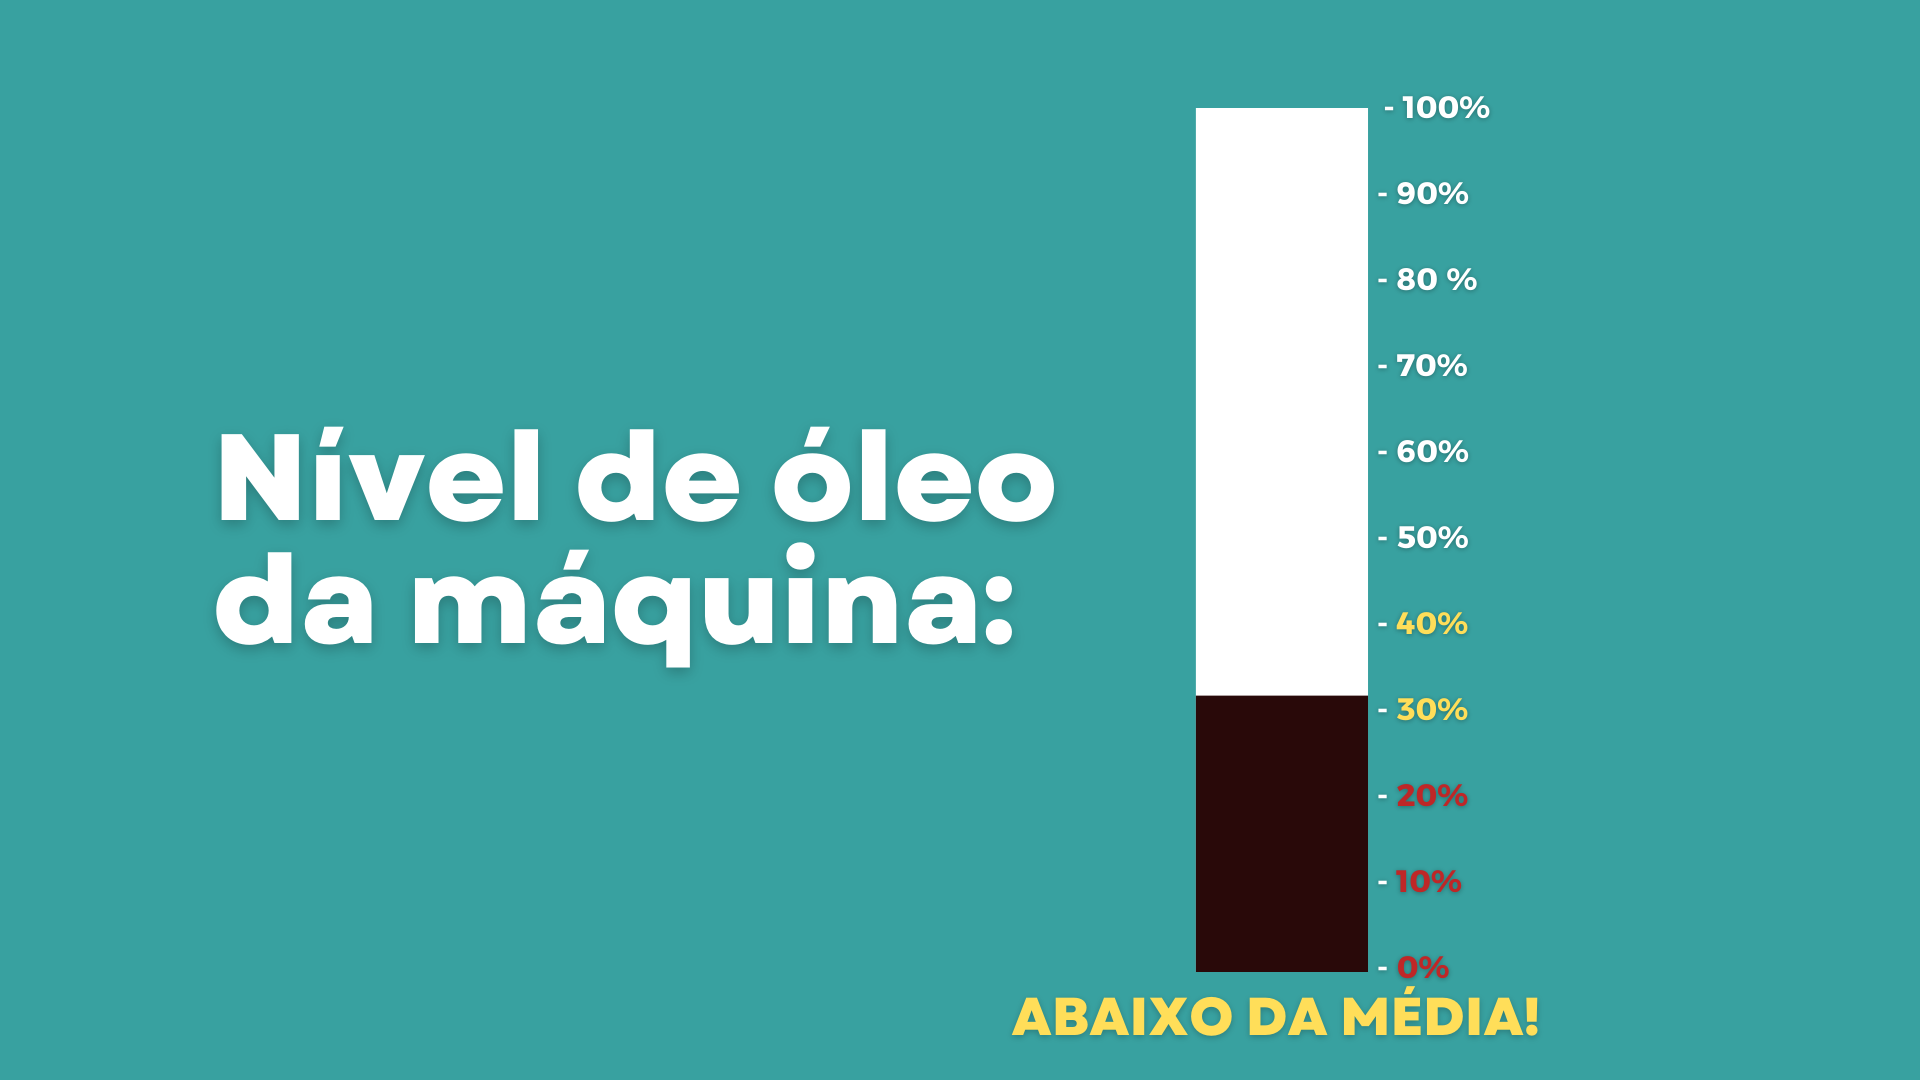 Nível de óleo
da máquina:
- 100%
- 90%
- 80 %
- 70%
- 60%
- 50%
- 40%
- 30%
- 20%
- 10%
- 0%
ABAIXO DA MÉDIA!